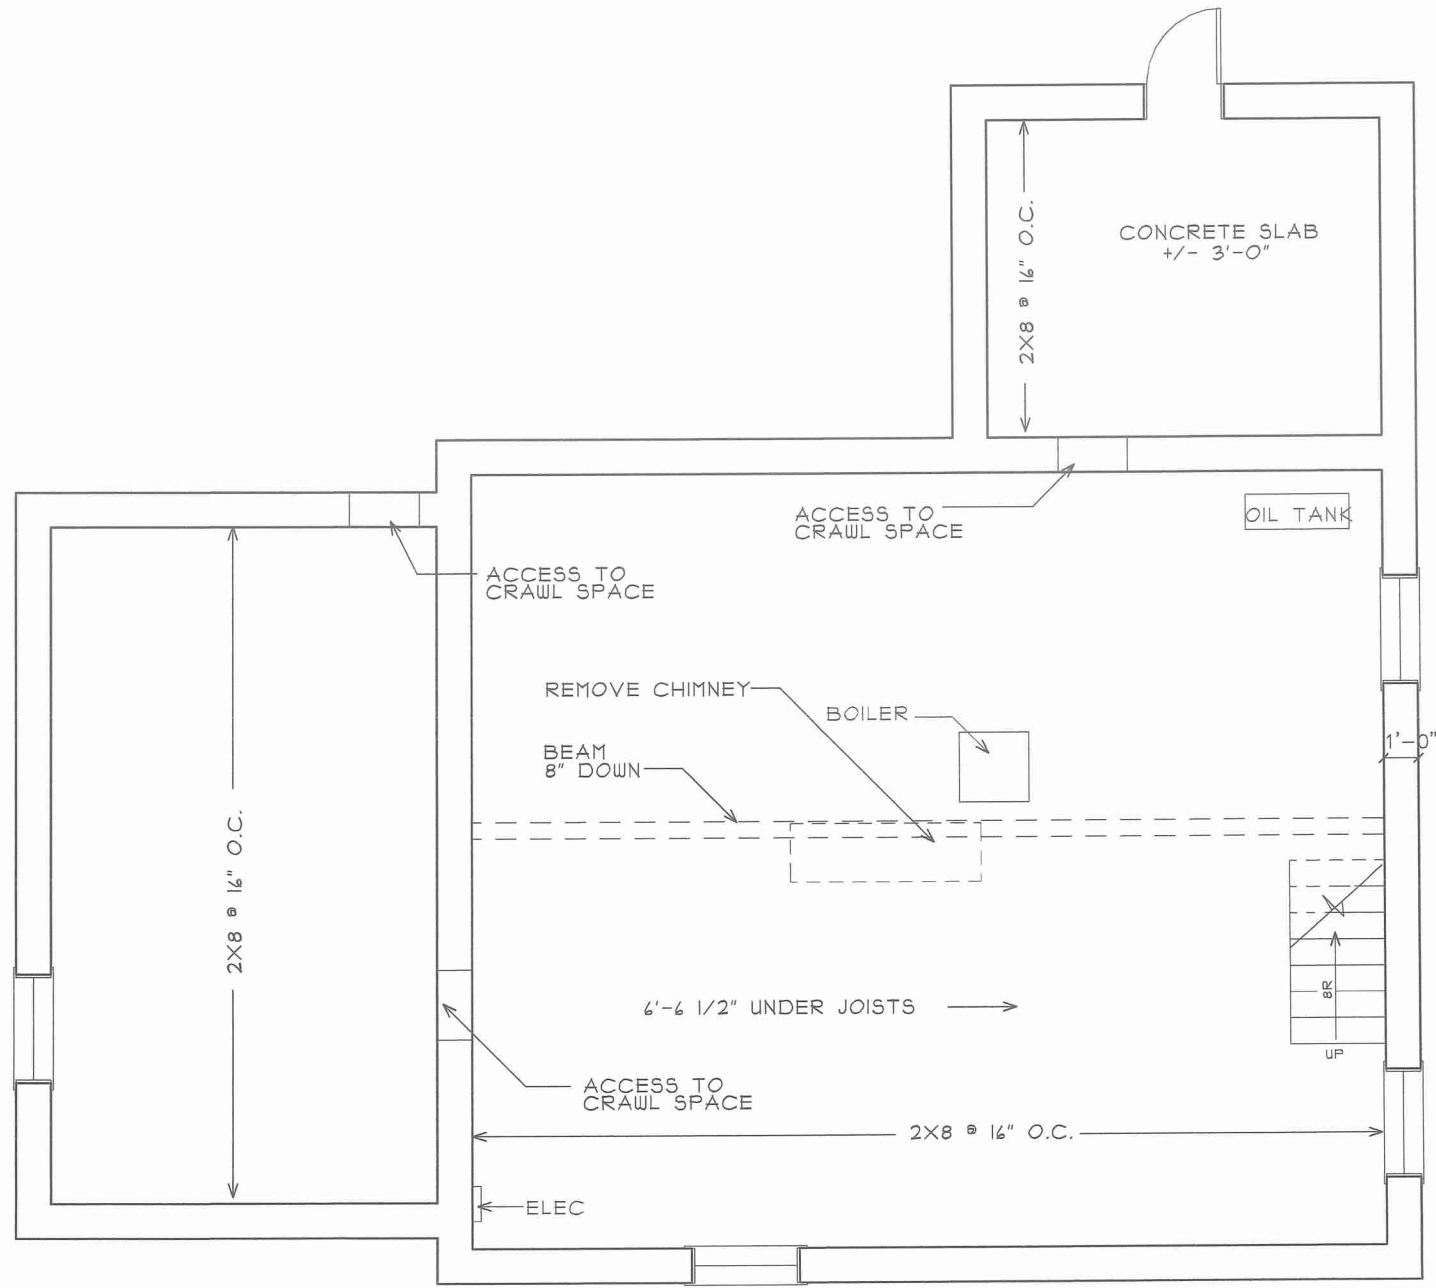 CONCRETE SLAB
+/- 3'-0"
2X8 @ 16" O.C.
ACCESS TO
CRAWL SPACE
OIL TANK
ACCESS TO
CRAWL SPACE
REMOVE CHIMNEY
BOILER
1'-0"
BEAM
8" DOWN
2X8 @ 16" O.C.
6'-6 1/2" UNDER JOISTS
8R
UP
ACCESS TO
CRAWL SPACE
2X8 @ 16" O.C.
ELEC